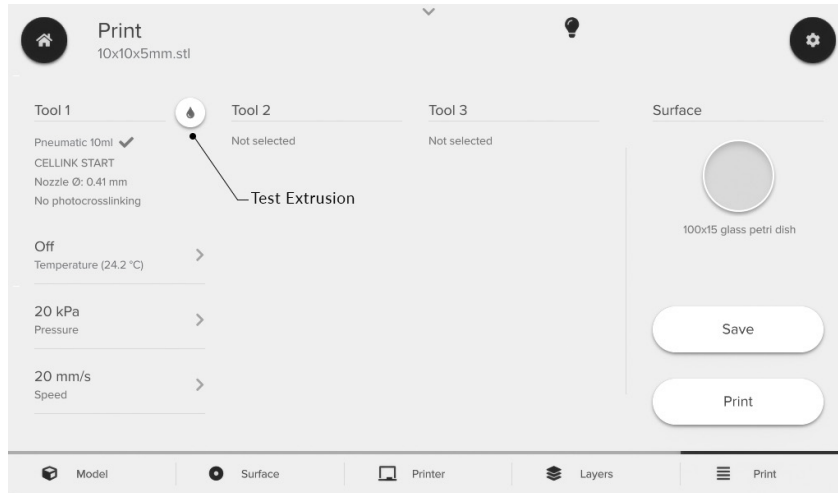 Print
10x10x5mm.stl
Tool 1
Pneumatic 10ml
CELLINK START
Nozzle Ø: 0.41 mm
No photocrosslinking
Off
Temperature (24.2 °C)
20 kPa
Pressure
20 mm/s
Speed
Test Extrusion
Tool 2
Not selected
Tool 3
Not selected
Surface
100x15 glass petri dish
Save
Print
Model
Surface
Printer
Layers
Print